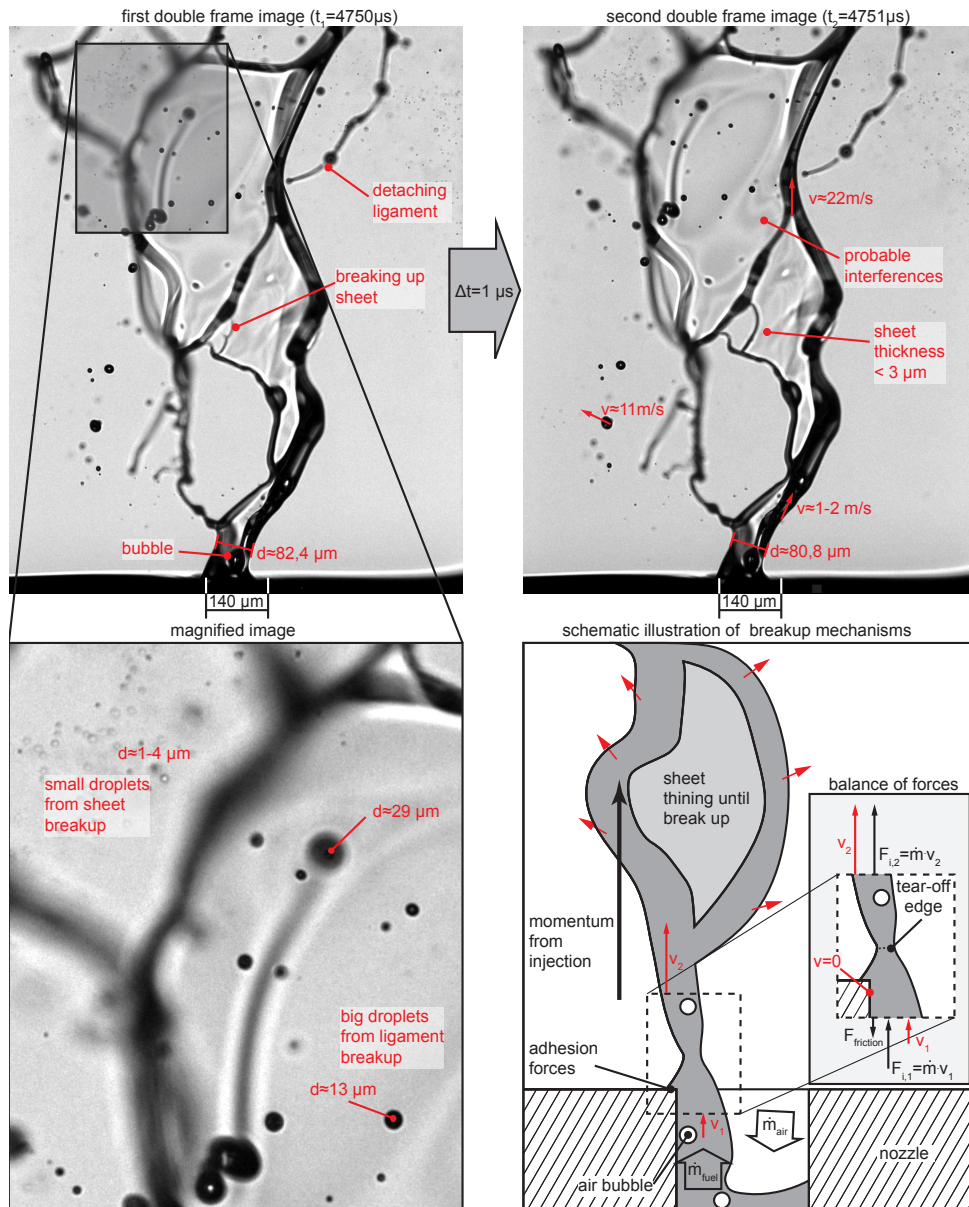 first double frame image (t₁=4750µs)
second double frame image (t₂=4751µs)
detaching
ligament
breaking up
sheet
bubble
d≈82,4 µm
140 µm
Δt=1 µs
v≈22m/s
probable
interferences
sheet
thickness
< 3 µm
v≈11m/s
v≈1-2 m/s
d≈80,8 µm
140 µm
magnified image
d≈1-4 µm
small droplets
from sheet
breakup
d≈29 µm
big droplets
from ligament
breakup
d≈13 µm
schematic illustration of breakup mechanisms
sheet
thining until
break up
momentum
from
injection
v₂
adhesion
forces
v₁
ṁair
ṁfuel
air bubble
nozzle
balance of forces
v₂
Fi,2=ṁ·v₂
tear-off
edge
v=0
Ffriction
v₁
Fi,1=ṁ·v₁